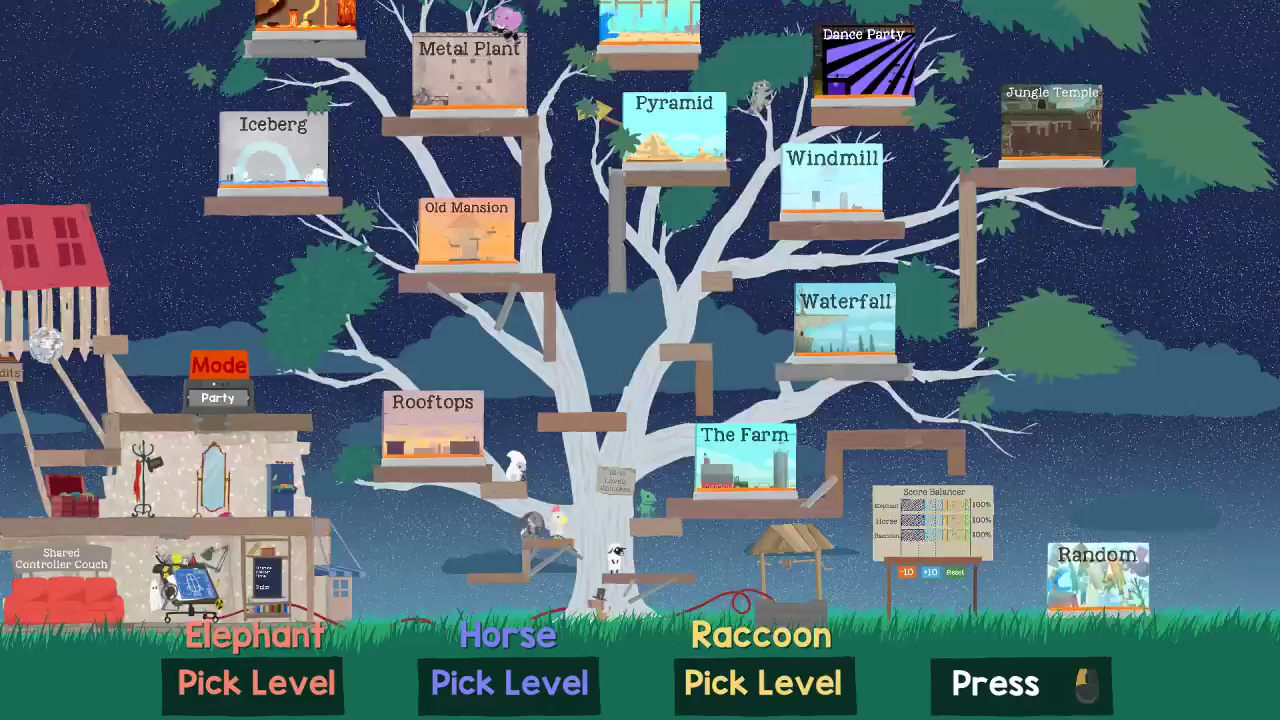 Dance Party
Metal Plant
Jungle Temple
Pyramid
Iceberg
Windmill
Old Mansion
Waterfall
Mode
dits
Party
Rooftops
The Farm
Score Balancer
Elephant 100%
Horse 100%
Raccoon 100%
Shared
Controller Couch
Random
-10 +10 Reset
Rules
Elephant Horse Raccoon
Pick Level Pick Level Pick Level Press